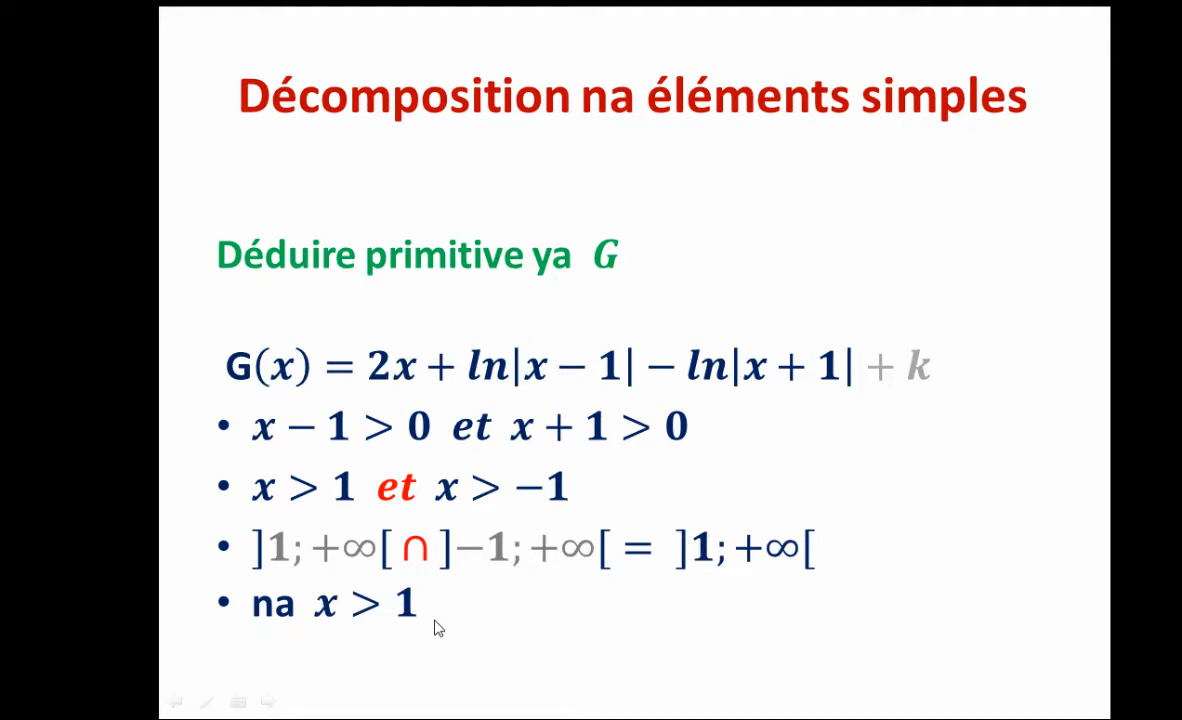 Décomposition na éléments simples
Déduire primitive ya G
G(x) = 2x + ln|x − 1| − ln|x + 1| + k
• x − 1 > 0 et x + 1 > 0
• x > 1 et x > −1
• ]1; +∞[ ∩ ]−1; +∞[ = ]1; +∞[
• na x > 1